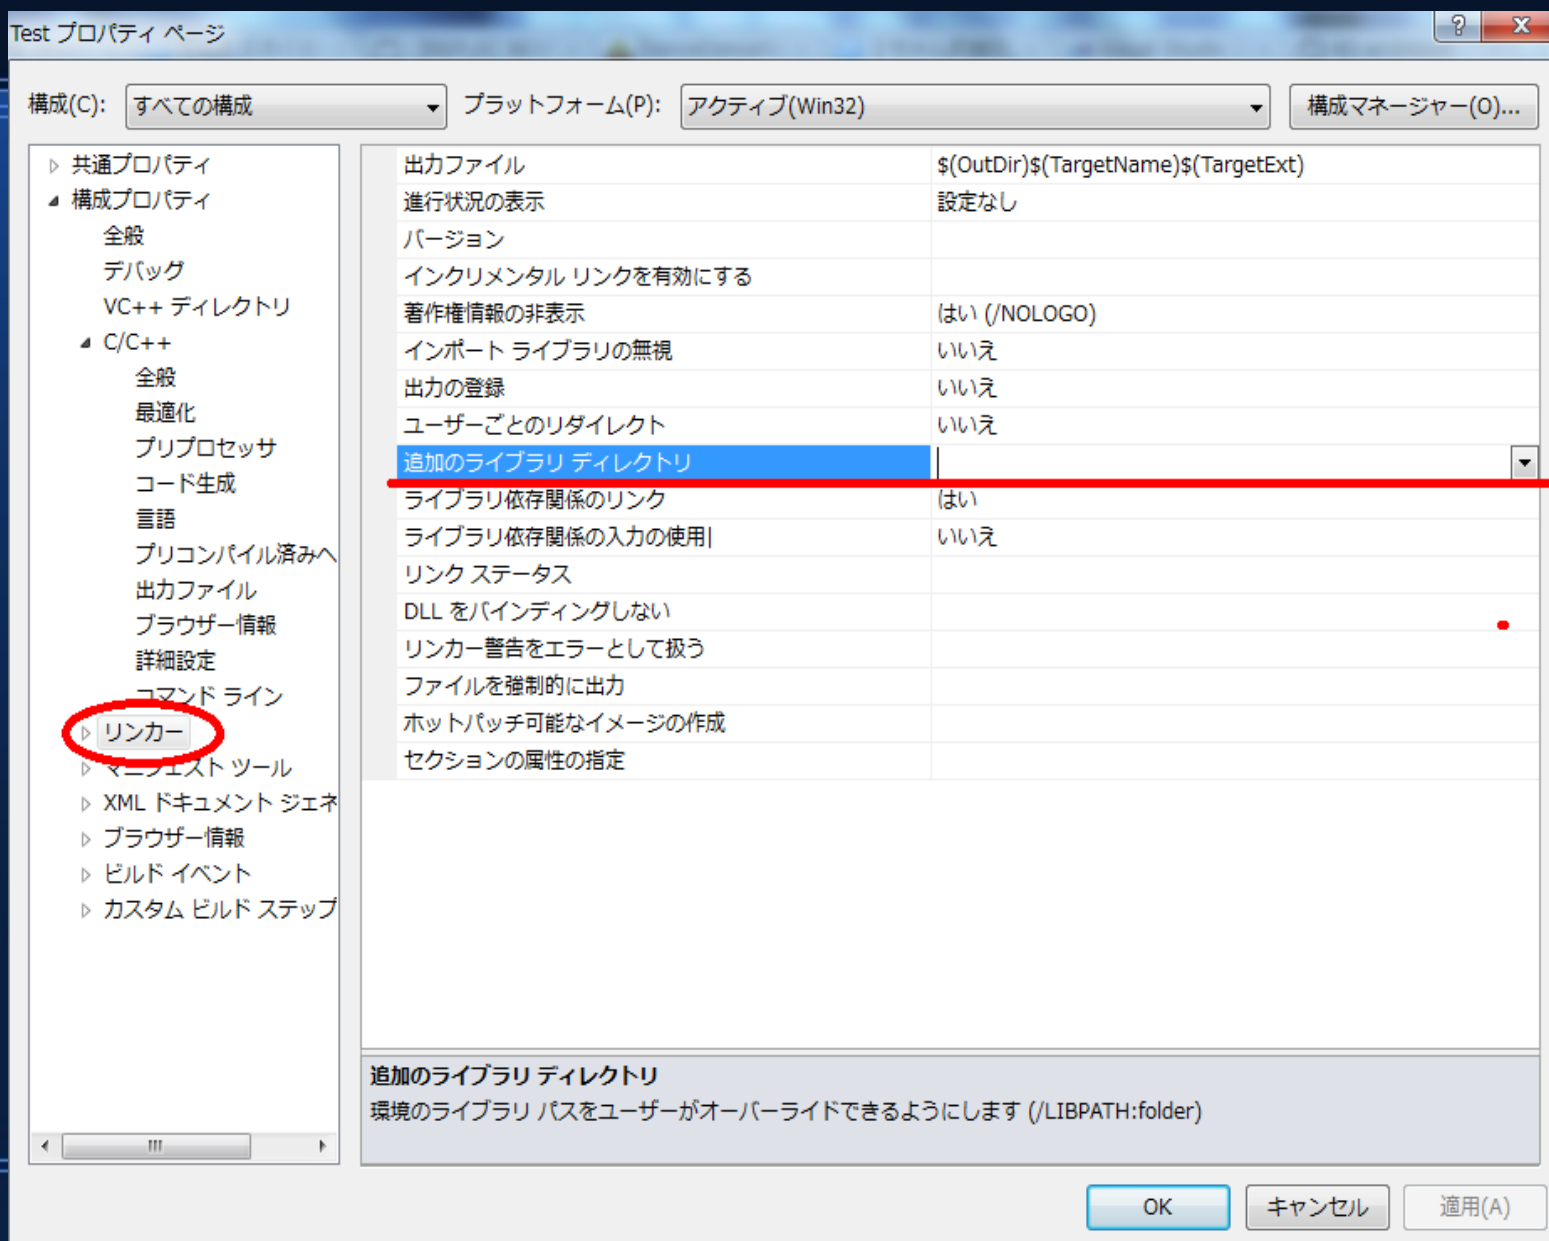 Test プロパティ ページ
構成(C): すべての構成 プラットフォーム(P): アクティブ(Win32) 構成マネージャー(O)...
共通プロパティ
構成プロパティ
全般
デバッグ
VC++ ディレクトリ
C/C++
全般
最適化
プリプロセッサ
コード生成
言語
プリコンパイル済みヘ
出力ファイル
ブラウザー情報
詳細設定
コマンド ライン
リンカー
マニフェスト ツール
XML ドキュメント ジェネ
ブラウザー情報
ビルド イベント
カスタム ビルド ステップ
出力ファイル $(OutDir)$(TargetName)$(TargetExt)
進行状況の表示 設定なし
バージョン
インクリメンタル リンクを有効にする
著作権情報の非表示 はい (/NOLOGO)
インポート ライブラリの無視 いいえ
出力の登録 いいえ
ユーザーごとのリダイレクト いいえ
追加のライブラリ ディレクトリ
ライブラリ依存関係のリンク はい
ライブラリ依存関係の入力の使用| いいえ
リンク ステータス
DLL をバインディングしない
リンカー警告をエラーとして扱う
ファイルを強制的に出力
ホットパッチ可能なイメージの作成
セクションの属性の指定
追加のライブラリ ディレクトリ
環境のライブラリ パスをユーザーがオーバーライドできるようにします (/LIBPATH:folder)
OK キャンセル 適用(A)